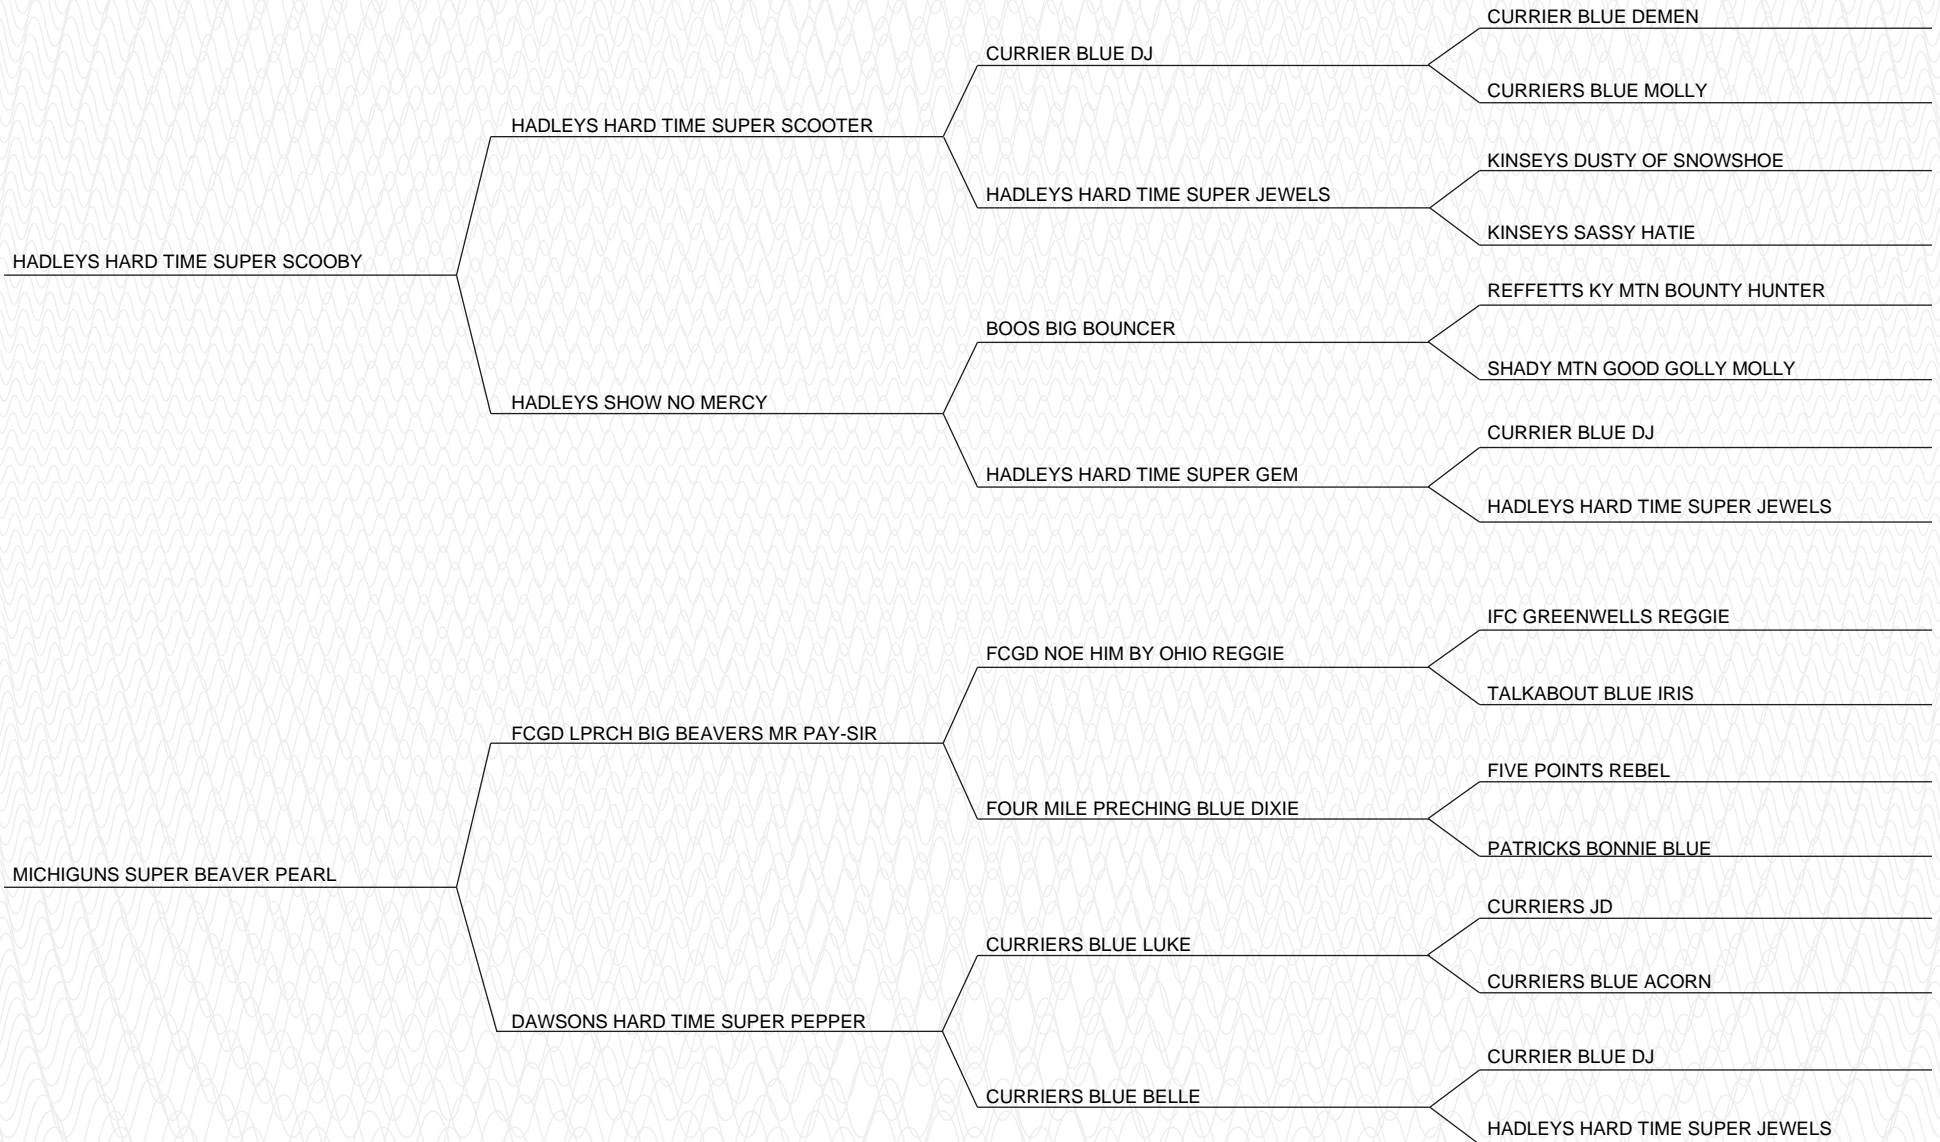 CURRIER BLUE DEMEN
CURRIER BLUE DJ
CURRIERS BLUE MOLLY
HADLEYS HARD TIME SUPER SCOOTER
KINSEYS DUSTY OF SNOWSHOE
HADLEYS HARD TIME SUPER JEWELS
KINSEYS SASSY HATIE
HADLEYS HARD TIME SUPER SCOOBY
REFFETTS KY MTN BOUNTY HUNTER
BOOS BIG BOUNCER
SHADY MTN GOOD GOLLY MOLLY
HADLEYS SHOW NO MERCY
CURRIER BLUE DJ
HADLEYS HARD TIME SUPER GEM
HADLEYS HARD TIME SUPER JEWELS
IFC GREENWELLS REGGIE
FCGD NOE HIM BY OHIO REGGIE
TALKABOUT BLUE IRIS
FCGD LPRCH BIG BEAVERS MR PAY-SIR
FIVE POINTS REBEL
FOUR MILE PRECHING BLUE DIXIE
PATRICKS BONNIE BLUE
MICHIGUNS SUPER BEAVER PEARL
CURRIERS JD
CURRIERS BLUE LUKE
CURRIERS BLUE ACORN
DAWSONS HARD TIME SUPER PEPPER
CURRIER BLUE DJ
CURRIERS BLUE BELLE
HADLEYS HARD TIME SUPER JEWELS